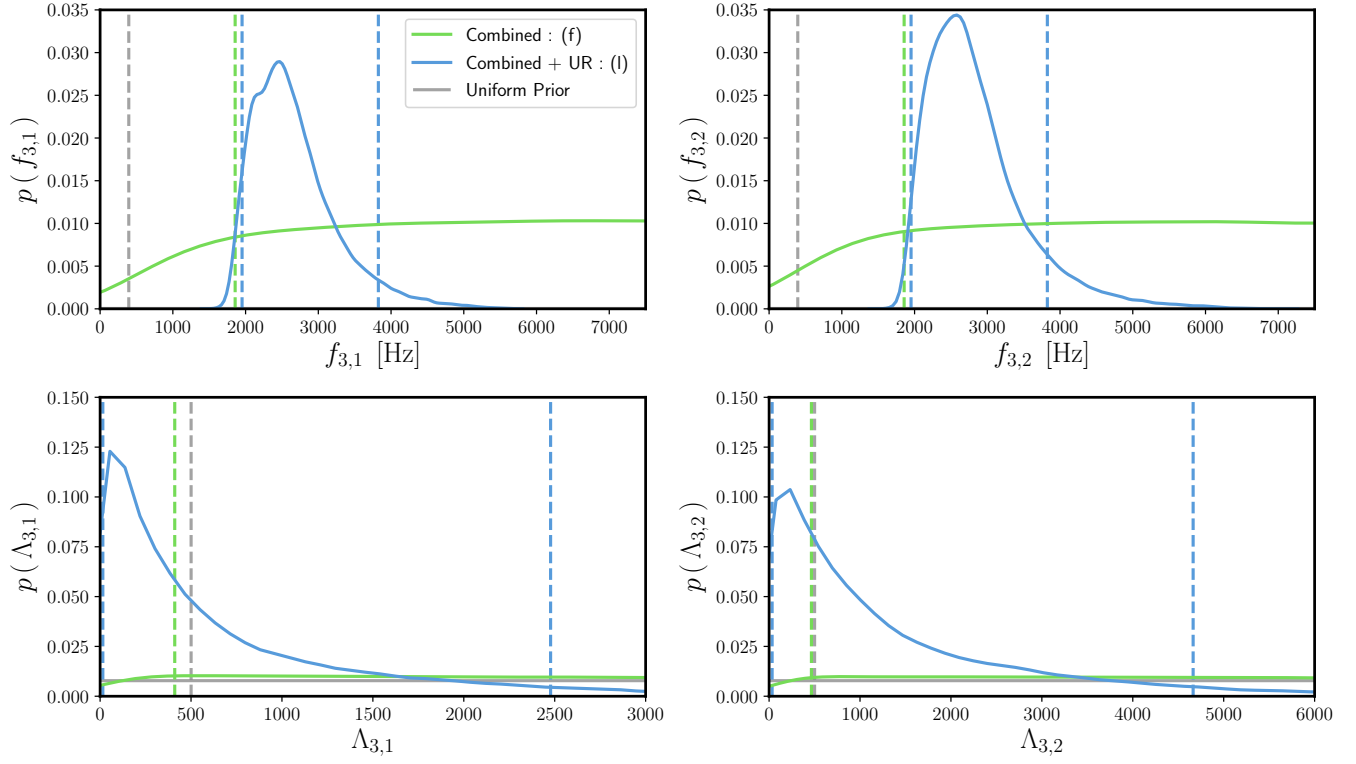 0.035
0.030
0.025
0.020
0.015
0.010
0.005
0.000
p ( f3,1 )
Combined : (f)
Combined + UR : (l)
Uniform Prior
0 1000 2000 3000 4000 5000 6000 7000
f3,1 [Hz]
0.035
0.030
0.025
0.020
0.015
0.010
0.005
0.000
p ( f3,2 )
0 1000 2000 3000 4000 5000 6000 7000
f3,2 [Hz]
0.150
0.125
0.100
0.075
0.050
0.025
0.000
p ( Λ3,1 )
0 500 1000 1500 2000 2500 3000
Λ3,1
0.150
0.125
0.100
0.075
0.050
0.025
0.000
p ( Λ3,2 )
0 1000 2000 3000 4000 5000 6000
Λ3,2